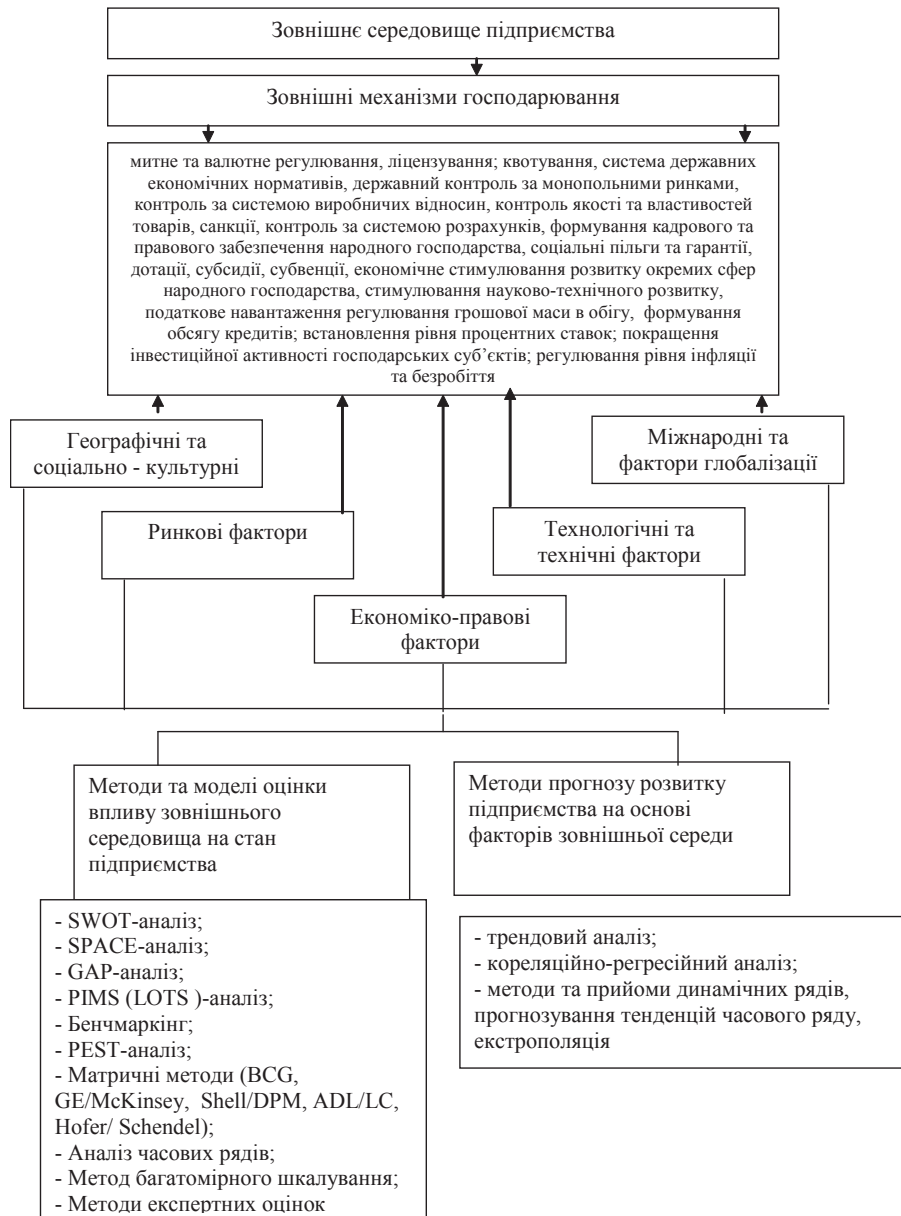 Зовнішнє середовище підприємства
Зовнішні механізми господарювання
митне та валютне регулювання, ліцензування; квотування, система державних
економічних нормативів, державний контроль за монопольними ринками,
контроль за системою виробничих відносин, контроль якості та властивостей
товарів, санкції, контроль за системою розрахунків, формування кадрового та
правового забезпечення народного господарства, соціальні пільги та гарантії,
дотації, субсидії, субвенції, економічне стимулювання розвитку окремих сфер
народного господарства, стимулювання науково-технічного розвитку,
податкове навантаження регулювання грошової маси в обігу, формування
обсягу кредитів; встановлення рівня процентних ставок; покращення
інвестиційної активності господарських суб’єктів; регулювання рівня інфляції
та безробіття
Географічні та
соціально - культурні
Міжнародні та
фактори глобалізації
Ринкові фактори
Технологічні та
технічні фактори
Економіко-правові
фактори
Методи та моделі оцінки
впливу зовнішнього
середовища на стан
підприємства
Методи прогнозу розвитку
підприємства на основі
факторів зовнішньої середи
- SWOT-аналіз;
- SPACE-аналіз;
- GAP-аналіз;
- PIMS (LOTS )-аналіз;
- Бенчмаркінг;
- PEST-аналіз;
- Матричні методи (BCG,
GE/McKinsey, Shell/DPM, ADL/LC,
Hofer/ Schendel);
- Аналіз часових рядів;
- Метод багатомірного шкалування;
- Методи експертних оцінок
- трендовий аналіз;
- кореляційно-регресійний аналіз;
- методи та прийоми динамічних рядів,
прогнозування тенденцій часового ряду,
екстрополяція